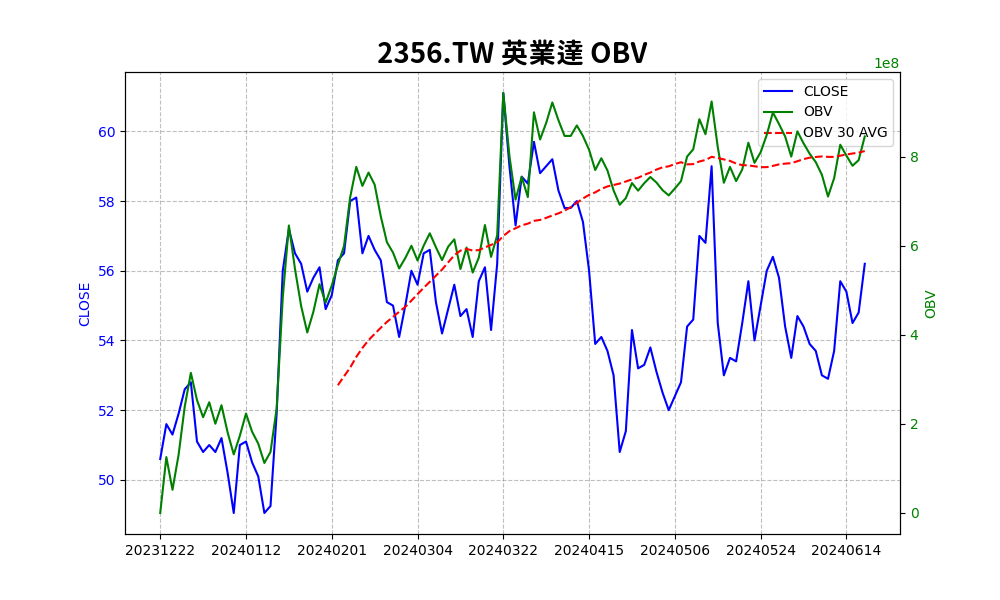 2356.TW 英業達 OBV
1e8
CLOSE
OBV
OBV 30 AVG
60
58
56
54
52
50
CLOSE
8
6
4
2
0
OBV
20231222
20240112
20240201
20240304
20240322
20240415
20240506
20240524
20240614